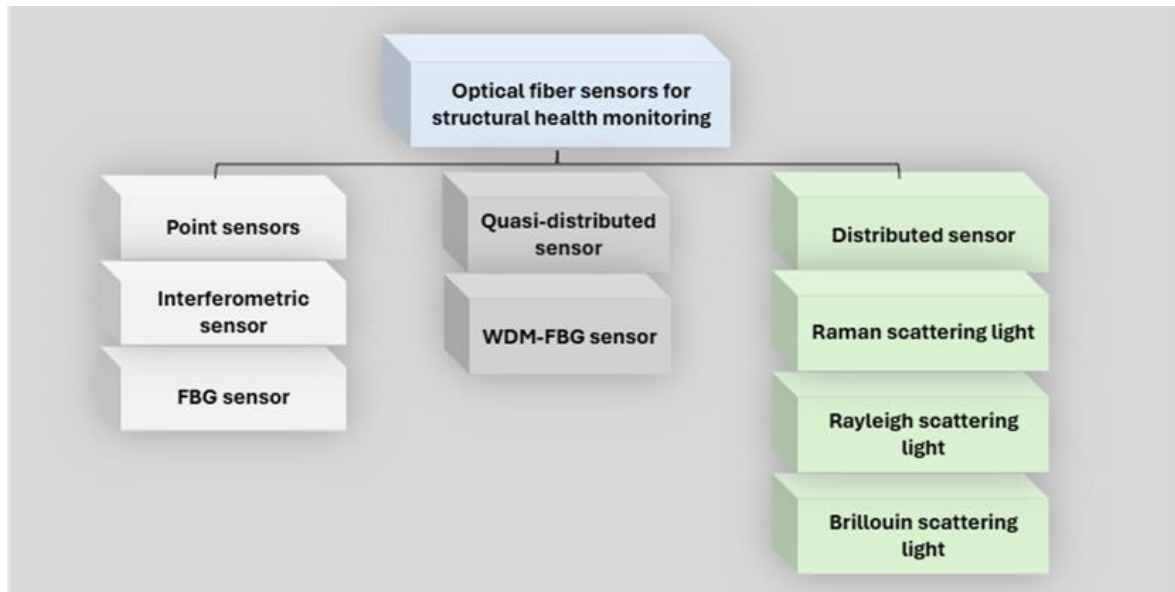 Optical fiber sensors for
structural health monitoring
Point sensors
Interferometric
sensor
FBG sensor
Quasi-distributed
sensor
WDM-FBG sensor
Distributed sensor
Raman scattering light
Rayleigh scattering
light
Brillouin scattering
light